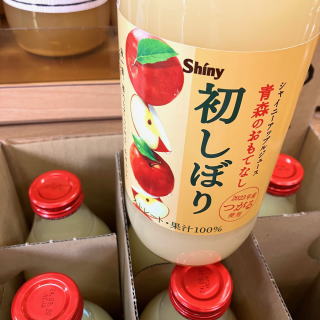 Shiny
初しぼり
シャイニーアップルジュース
青森のおもてなし
2023年産
つがる
使用
ストレート・果汁100%